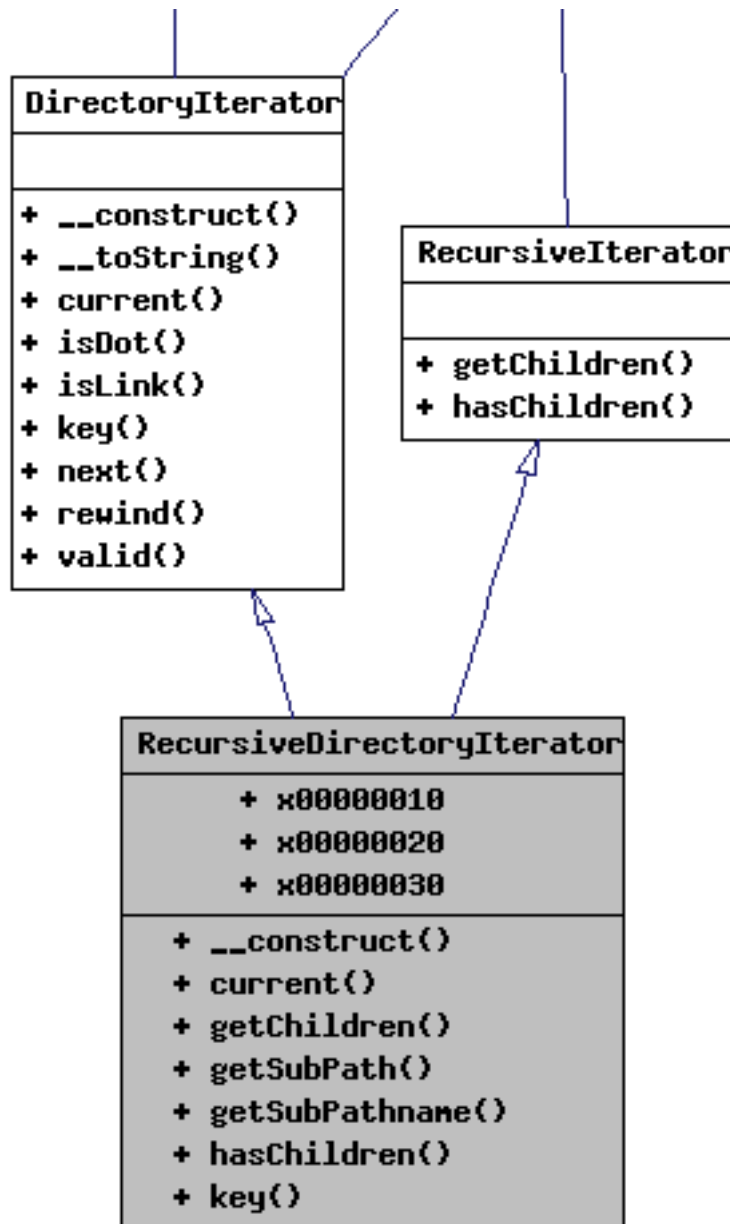 DirectoryIterator
+ __construct()
+ __toString()
+ current()
+ isDot()
+ isLink()
+ key()
+ next()
+ rewind()
+ valid()
RecursiveIterator
+ getChildren()
+ hasChildren()
RecursiveDirectoryIterator
+ x00000010
+ x00000020
+ x00000030
+ __construct()
+ current()
+ getChildren()
+ getSubPath()
+ getSubPathname()
+ hasChildren()
+ key()